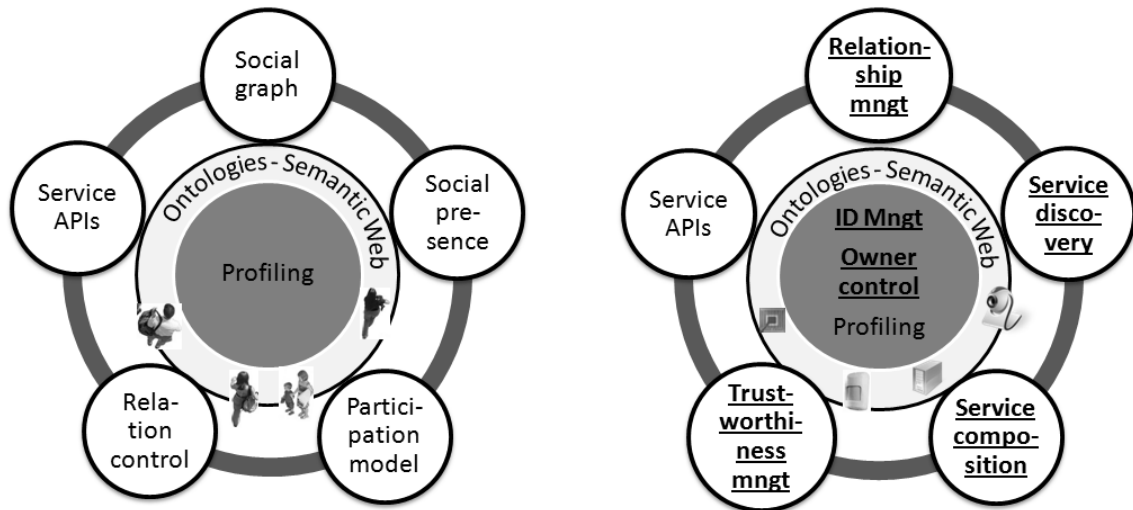 Social
graph
Ontologies - Semantic Web
Service
APIs
Social
pre-
sence
Profiling
Rela-
tion
control
Partici-
pation
model
Relation-
ship
mngt
Ontologies - Semantic Web
Service APIs
Service
disco-
very
ID Mngt
Owner
control
Profiling
Trust-
worthi-
ness
mngt
Service
compo-
sition